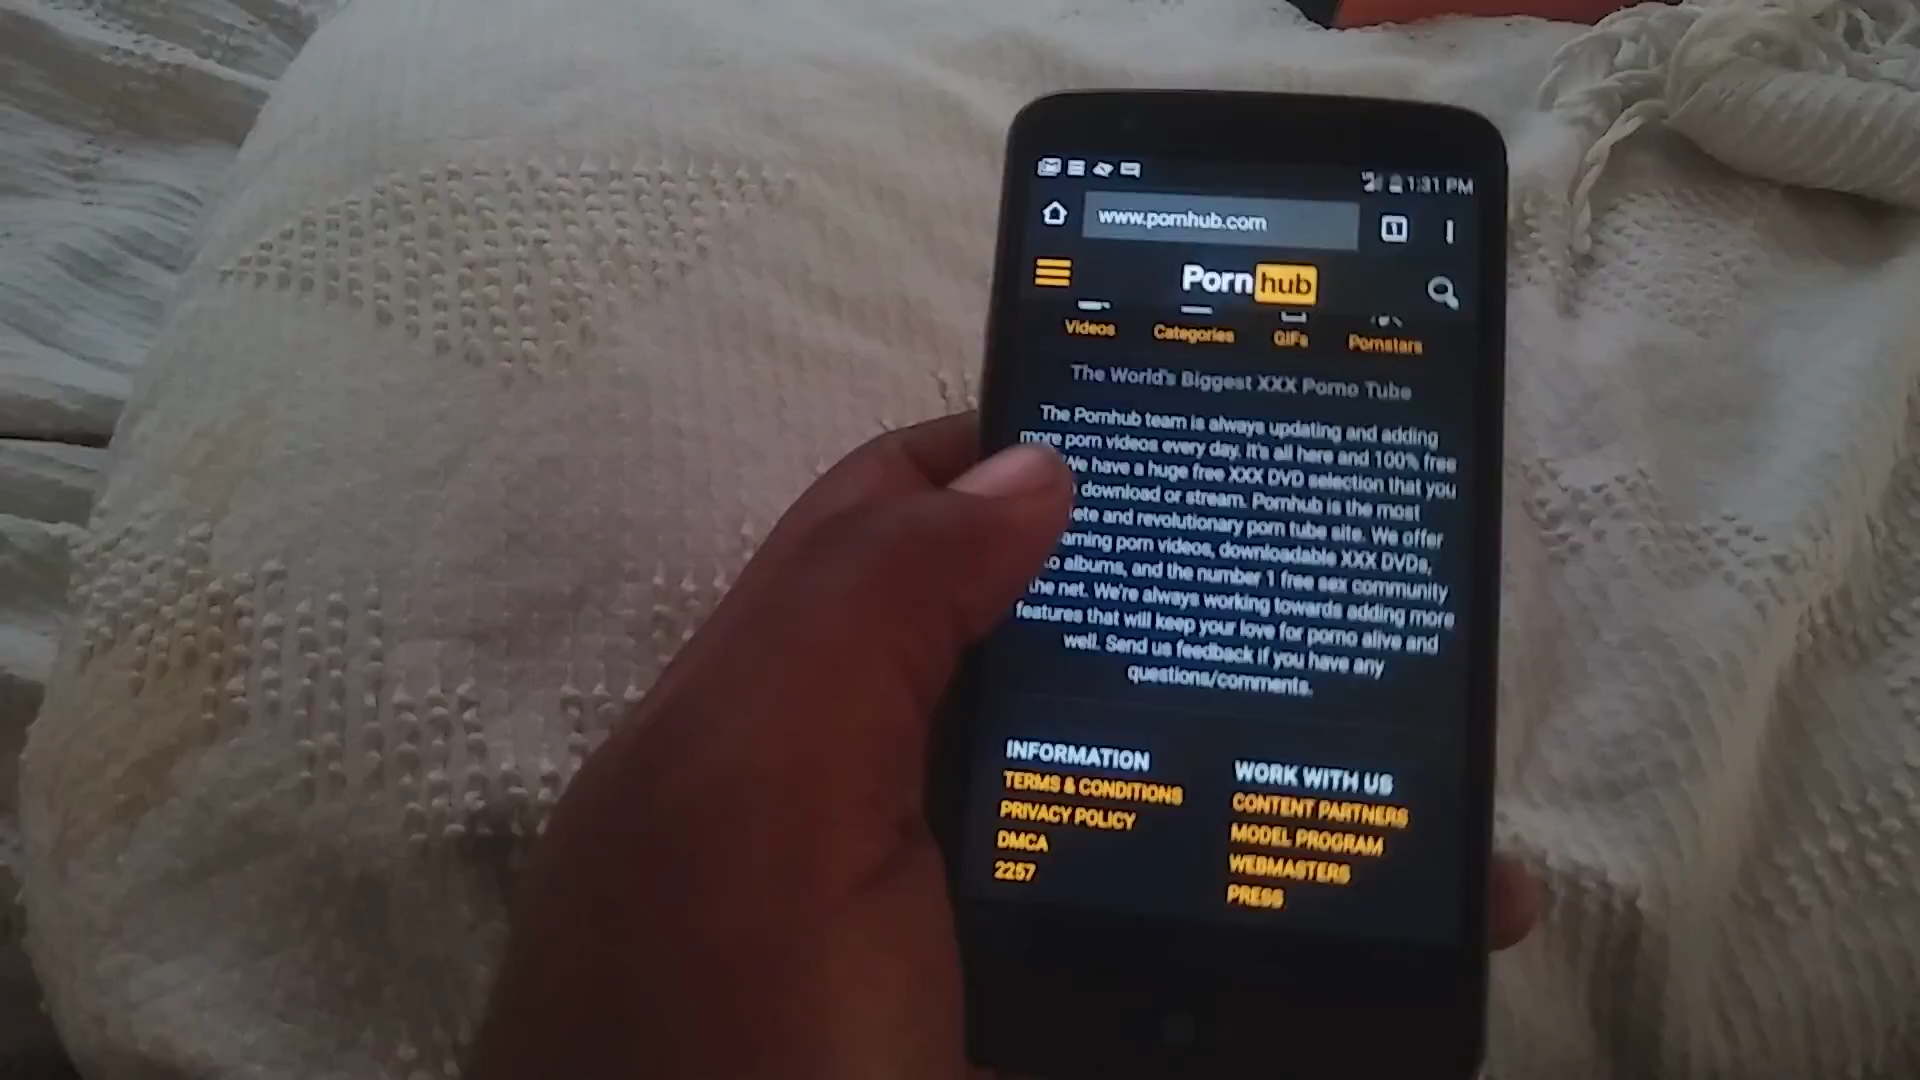 1:31 PM
www.pornhub.com
1
Porn hub
Videos Categories GIFs Pornstars
The World's Biggest XXX Porno Tube
The Pornhub team is always updating and adding
more porn videos every day. It's all here and 100% free
We have a huge free XXX DVD selection that you
download or stream. Pornhub is the most
ete and revolutionary porn tube site. We offer
aming porn videos, downloadable XXX DVDs,
o albums, and the number 1 free sex community
the net. We're always working towards adding more
features that will keep your love for porno alive and
well. Send us feedback if you have any
questions/comments.
INFORMATION
TERMS & CONDITIONS
PRIVACY POLICY
DMCA
2257
WORK WITH US
CONTENT PARTNERS
MODEL PROGRAM
WEBMASTERS
PRESS